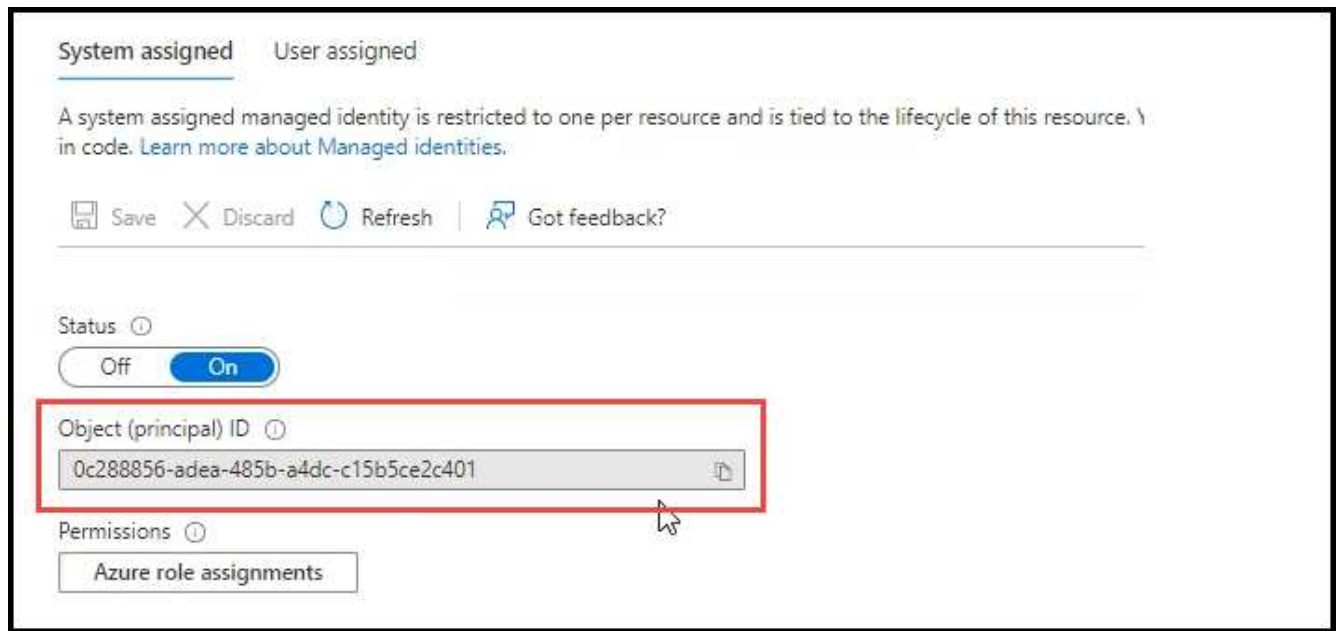 System assigned User assigned
A system assigned managed identity is restricted to one per resource and is tied to the lifecycle of this resource.
in code. Learn more about Managed identities.
Save Discard Refresh Got feedback?
Status
Off On
Object (principal) ID
0c288856-adea-485b-a4dc-c15b5ce2c401
Permissions
Azure role assignments